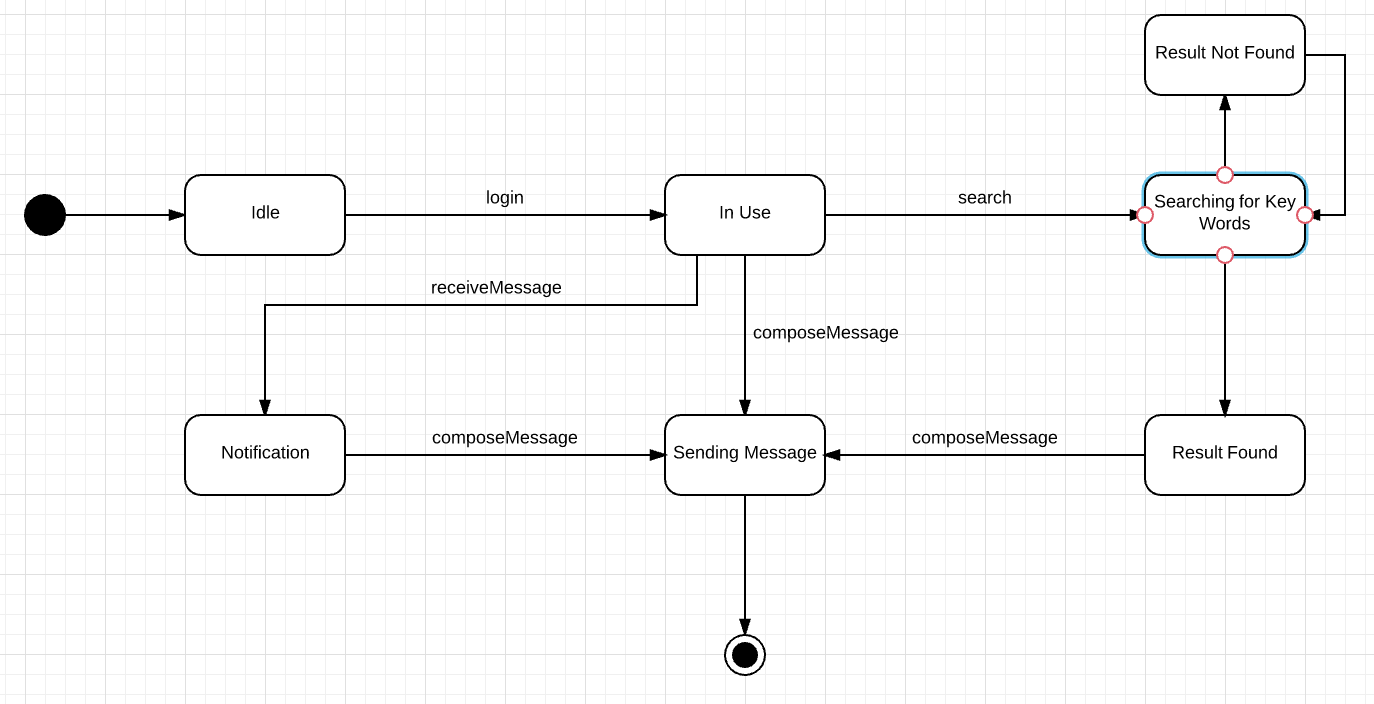 Result Not Found
Idle
login
In Use
search
Searching for Key
Words
receiveMessage
composeMessage
Notification
composeMessage
Sending Message
composeMessage
Result Found